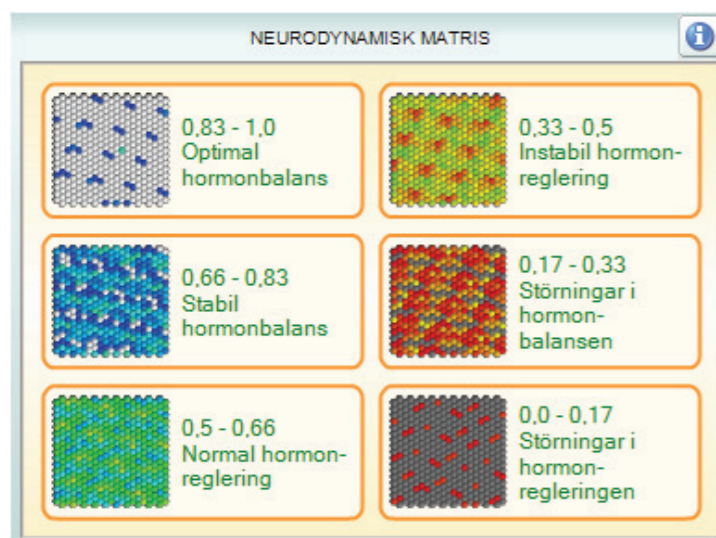 NEURODYNAMISK MATRIS
0,83 - 1,0
Optimal
hormonbalans
0,33 - 0,5
Instabil hormon-
reglering
0,66 - 0,83
Stabil
hormonbalans
0,17 - 0,33
Störningar i
hormon-
balansen
0,5 - 0,66
Normal hormon-
reglering
0,0 - 0,17
Störningar i
hormon-
regleringen